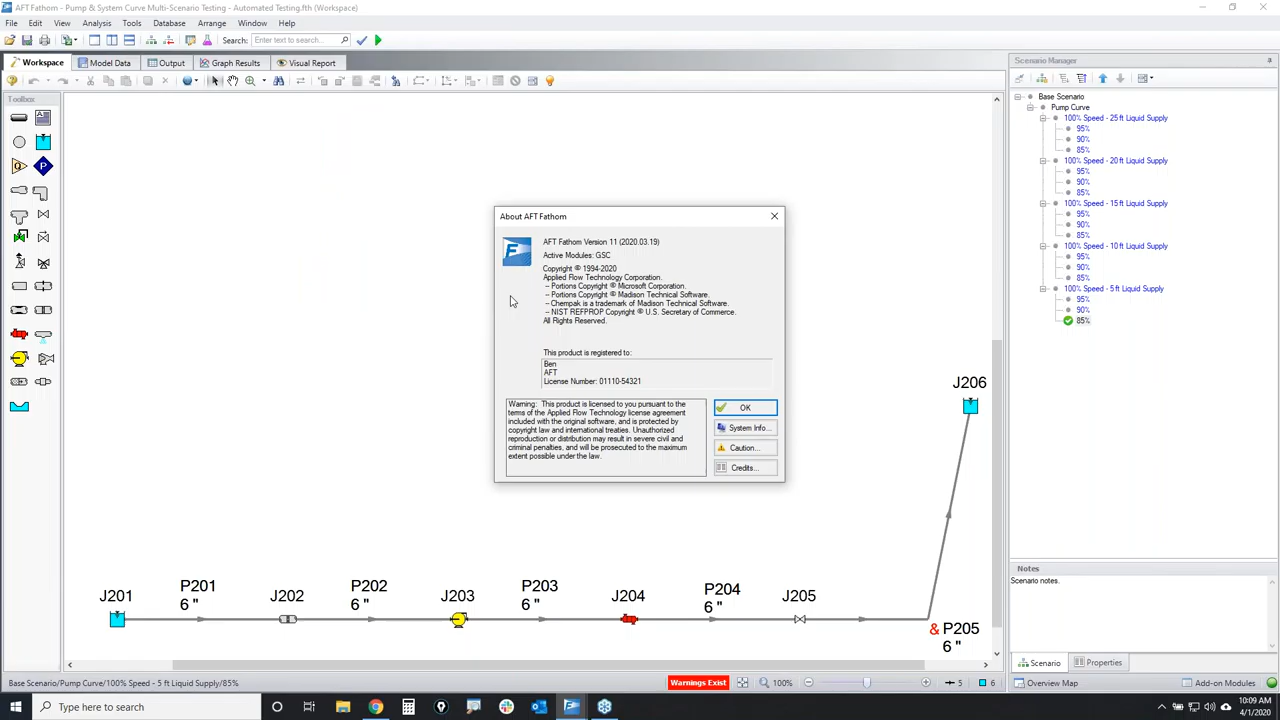 AFT Fathom - Pump & System Curve Multi-Scenario Testing - Automated Testing.fth (Workspace)
File Edit View Analysis Tools Database Arrange Window Help
Search: Enter text to search...
Workspace Model Data Output Graph Results Visual Report
Toolbox
Scenario Manager
Base Scenario
Pump Curve
100% Speed - 25 ft Liquid Supply
95%
90%
85%
100% Speed - 20 ft Liquid Supply
95%
90%
85%
100% Speed - 15 ft Liquid Supply
95%
90%
85%
100% Speed - 10 ft Liquid Supply
95%
90%
85%
100% Speed - 5 ft Liquid Supply
95%
90%
85%
About AFT Fathom
AFT Fathom Version 11 (2020.03.19)
Active Modules: GSC
Copyright © 1994-2020
Applied Flow Technology Corporation.
-- Portions Copyright © Microsoft Corporation.
-- Portions Copyright © Madison Technical Software.
-- Chempak is a trademark of Madison Technical Software.
-- NIST REFPROP Copyright © U.S. Secretary of Commerce.
All Rights Reserved.
This product is registered to:
Ben
AFT
License Number: 01110-54321
Warning: This product is licensed to you pursuant to the
terms of the Applied Flow Technology license agreement
included with the original software, and is protected by
copyright law and international treaties. Unauthorized
reproduction or distribution may result in severe civil and
criminal penalties, and will be prosecuted to the maximum
extent possible under the law.
OK
System Info...
Caution...
Credits...
J206
J201 P201
6 "
J202 P202
6 "
J203 P203
6 "
J204 P204
6 "
J205
& P205
6 "
Notes
Scenario notes.
Scenario Properties
Base Scenario/Pump Curve/100% Speed - 5 ft Liquid Supply/85%
Warnings Exist
100%
5
6
Overview Map
Add-on Modules
Type here to search
10:09 AM
4/1/2020